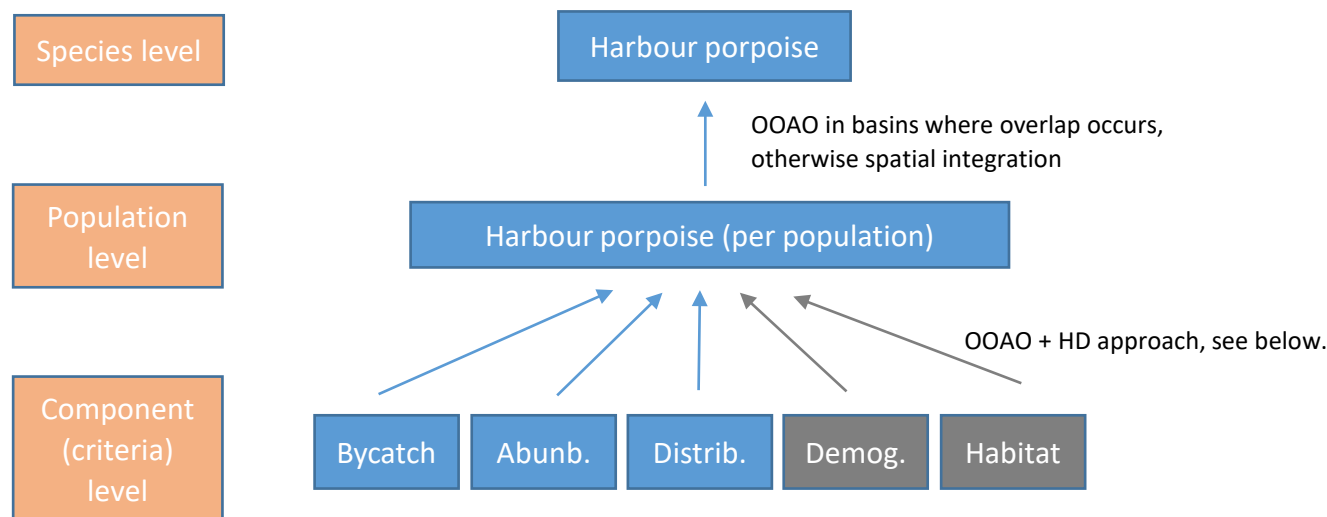 Species level
Harbour porpoise
OOAO in basins where overlap occurs,
otherwise spatial integration
Population
level
Harbour porpoise (per population)
OOAO + HD approach, see below.
Component
(criteria)
level
Bycatch
Abunb.
Distrib.
Demog.
Habitat